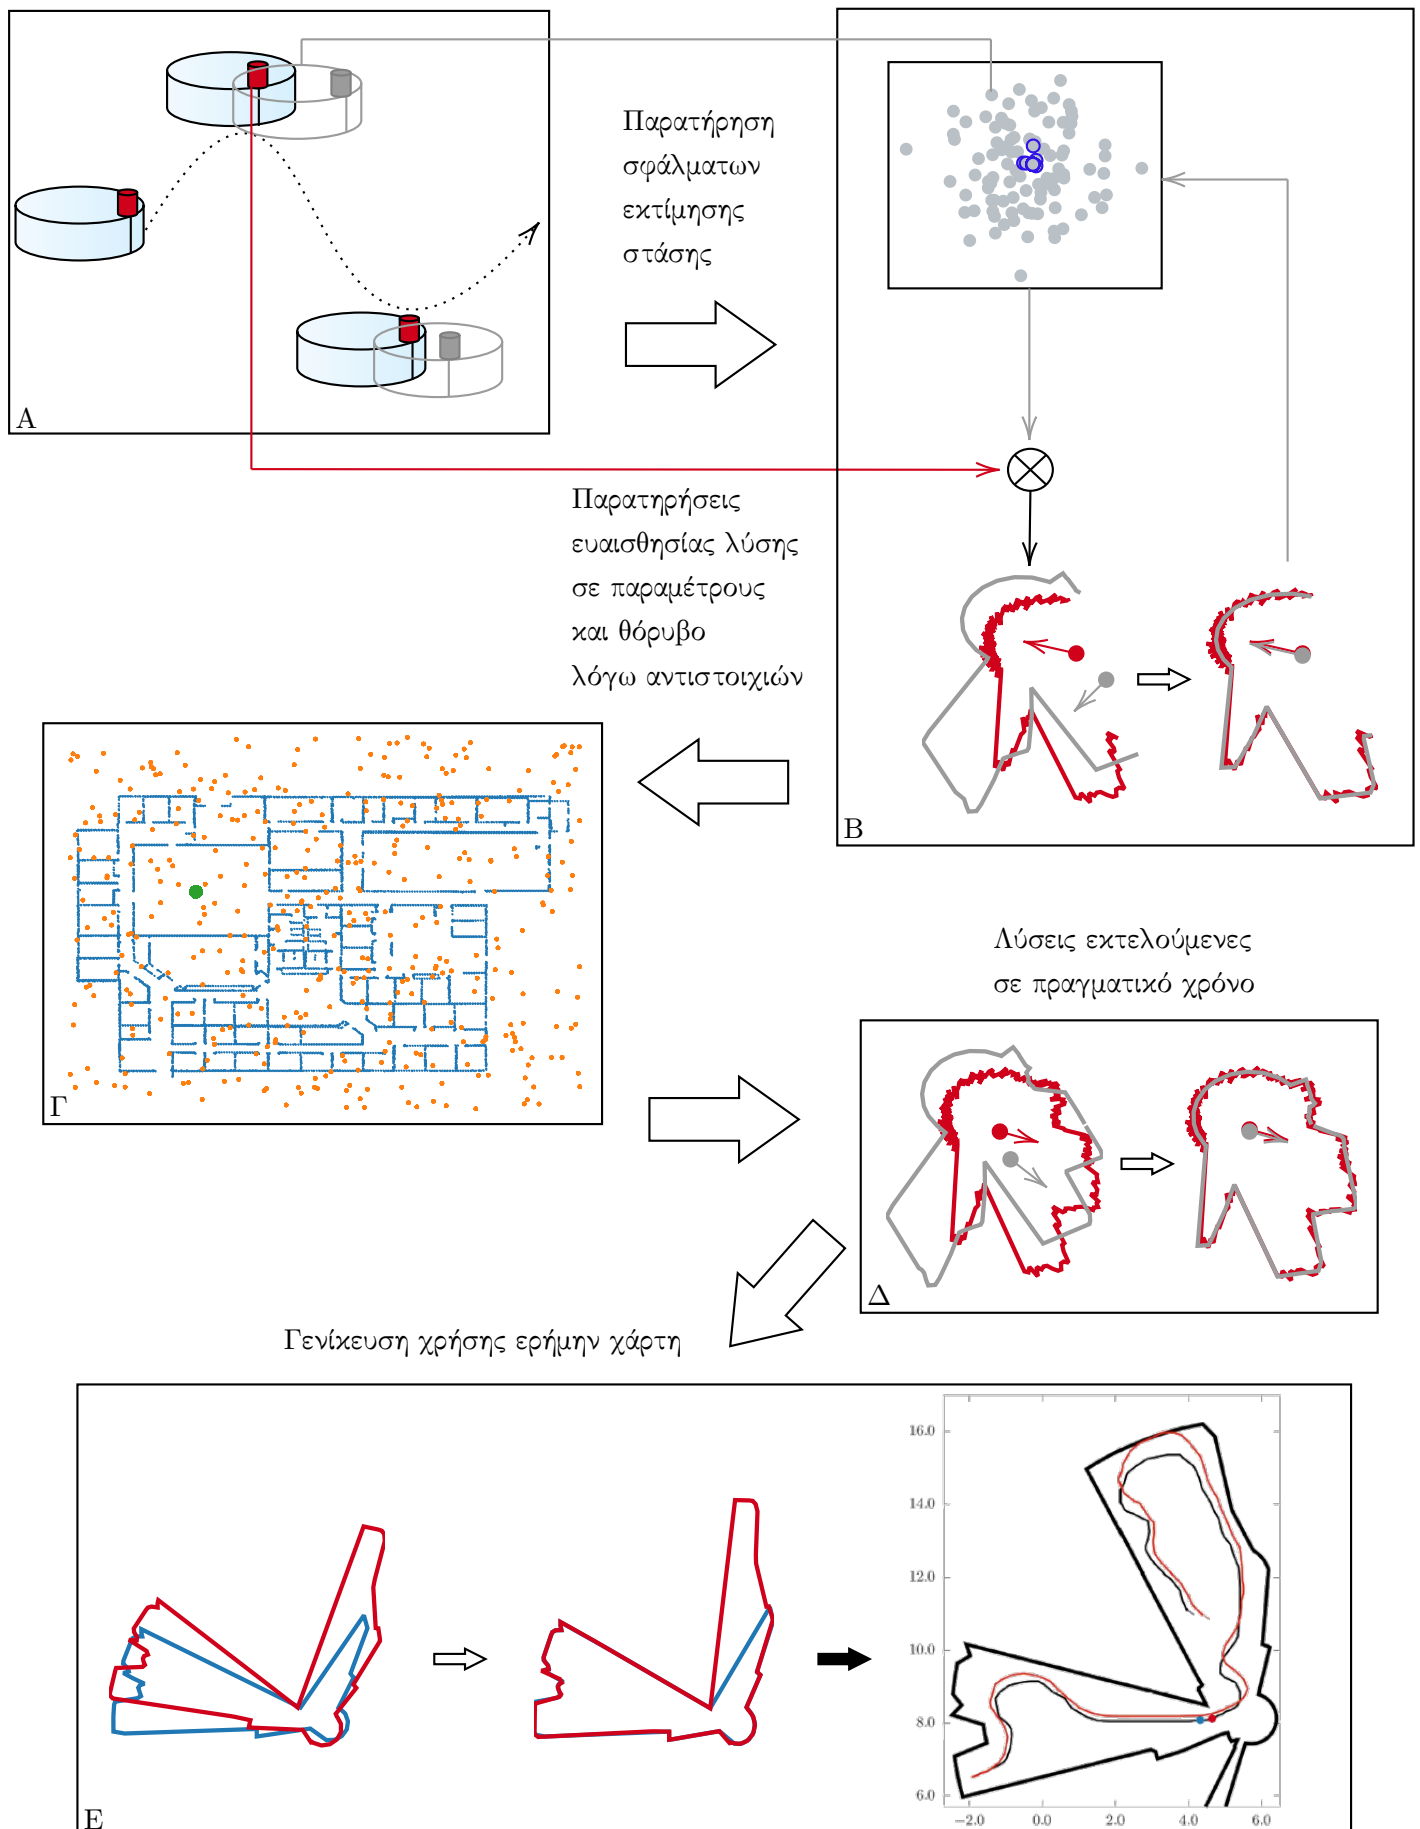 Παρατήρηση
σφάλματων
εκτίμησης
στάσης
Α
Παρατηρήσεις
ευαισθησίας λύσης
σε παραμέτρους
και θόρυβο
λόγω αντιστοιχιών
Β
Γ
Λύσεις εκτελούμενες
σε πραγματικό χρόνο
Δ
Γενίκευση χρήσης ερήμην χάρτη
16.0
14.0
12.0
10.0
8.0
6.0
−2.0 0.0 2.0 4.0 6.0
Ε